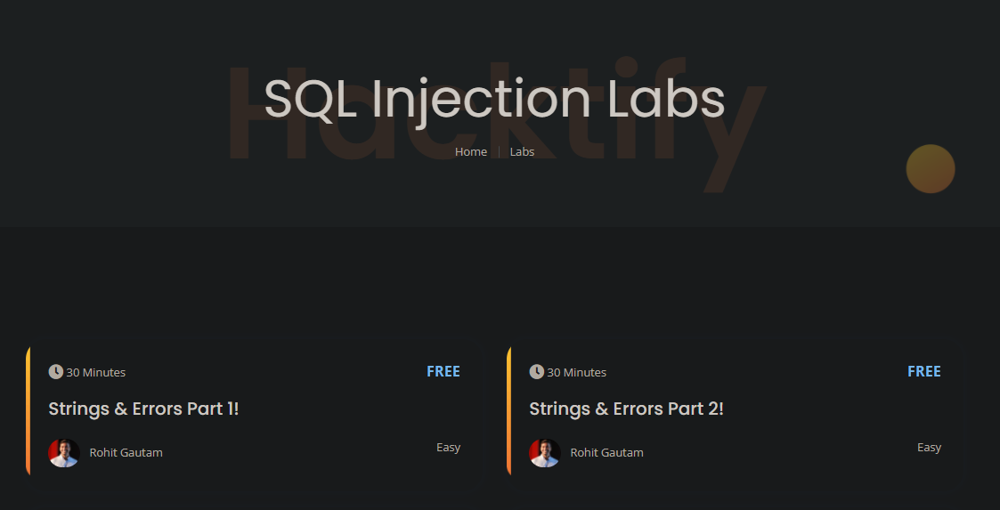 Hacktify
SQL Injection Labs
Home | Labs
30 Minutes FREE
Strings & Errors Part 1!
Rohit Gautam Easy
30 Minutes FREE
Strings & Errors Part 2!
Rohit Gautam Easy